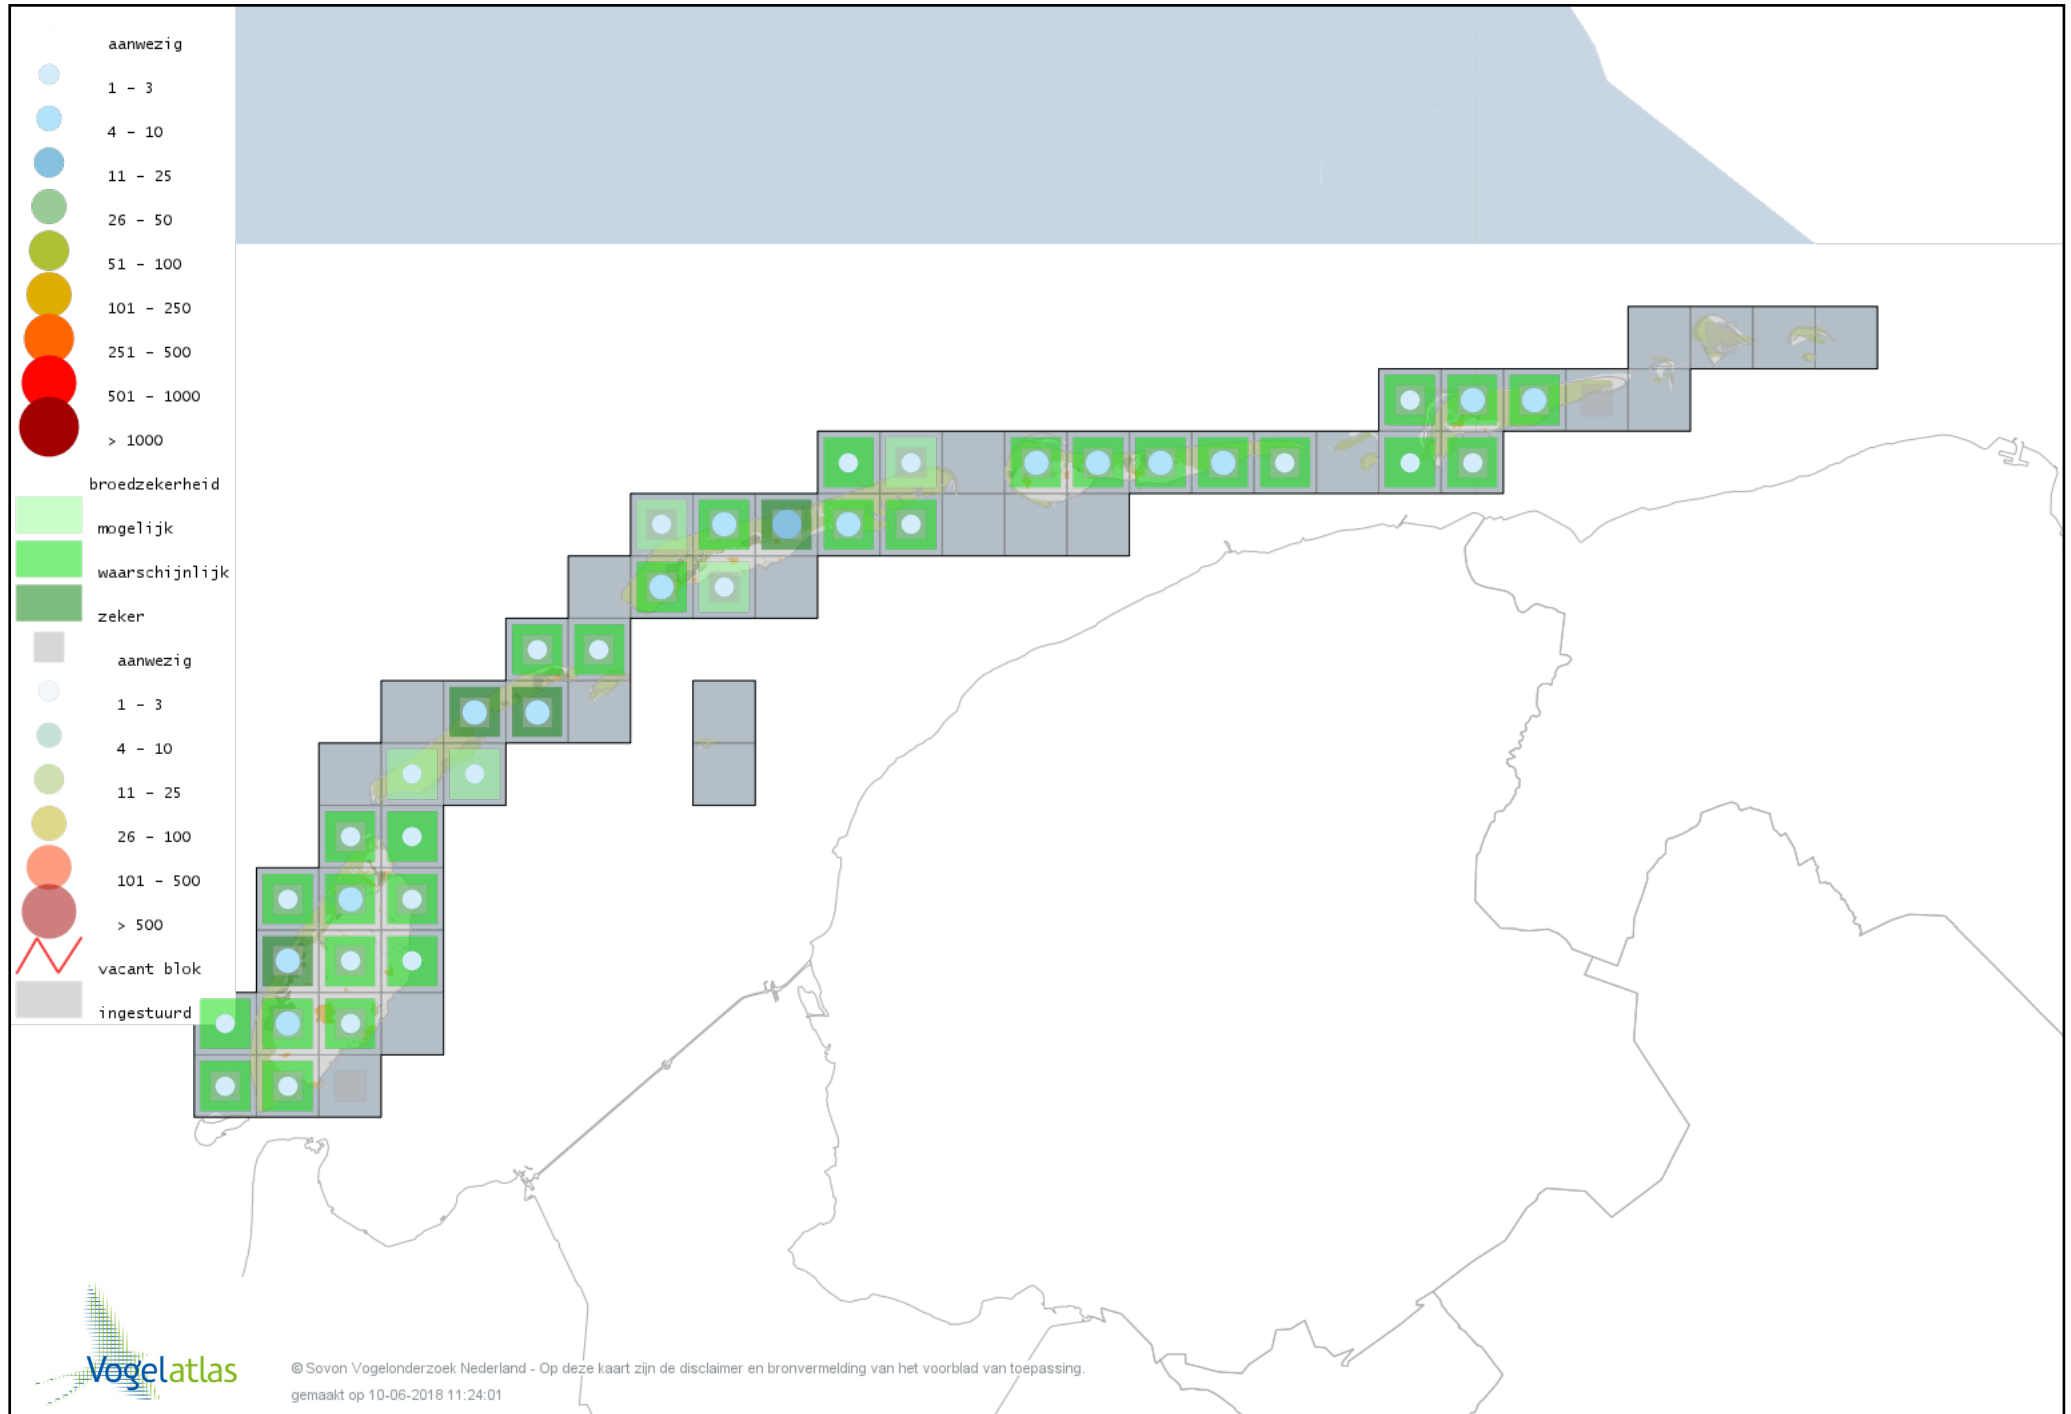 aanwezig
1 - 3
4 - 10
11 - 25
26 - 50
51 - 100
101 - 250
251 - 500
501 - 1000
> 1000
broedzekerheid
mogelijk
waarschijnlijk
zeker
aanwezig
1 - 3
4 - 10
11 - 25
26 - 100
101 - 500
> 500
vacant blok
ingestuurd
Vogelatlas
© Sovon Vogelonderzoek Nederland - Op deze kaart zijn de disclaimer en bronvermelding van het voorblad van toepassing.
gemaakt op 10-06-2018 11:24:01